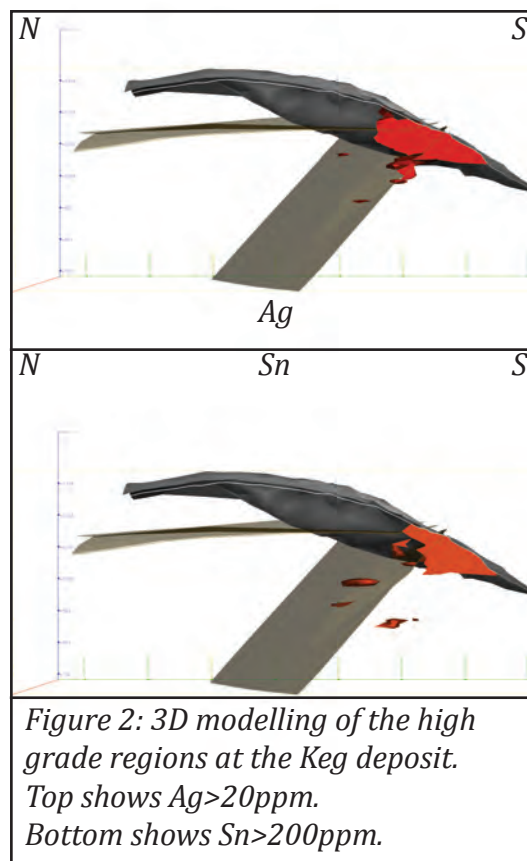 N S
Ag
N Sn S
Figure 2: 3D modelling of the high
grade regions at the Keg deposit.
Top shows Ag>20ppm.
Bottom shows Sn>200ppm.